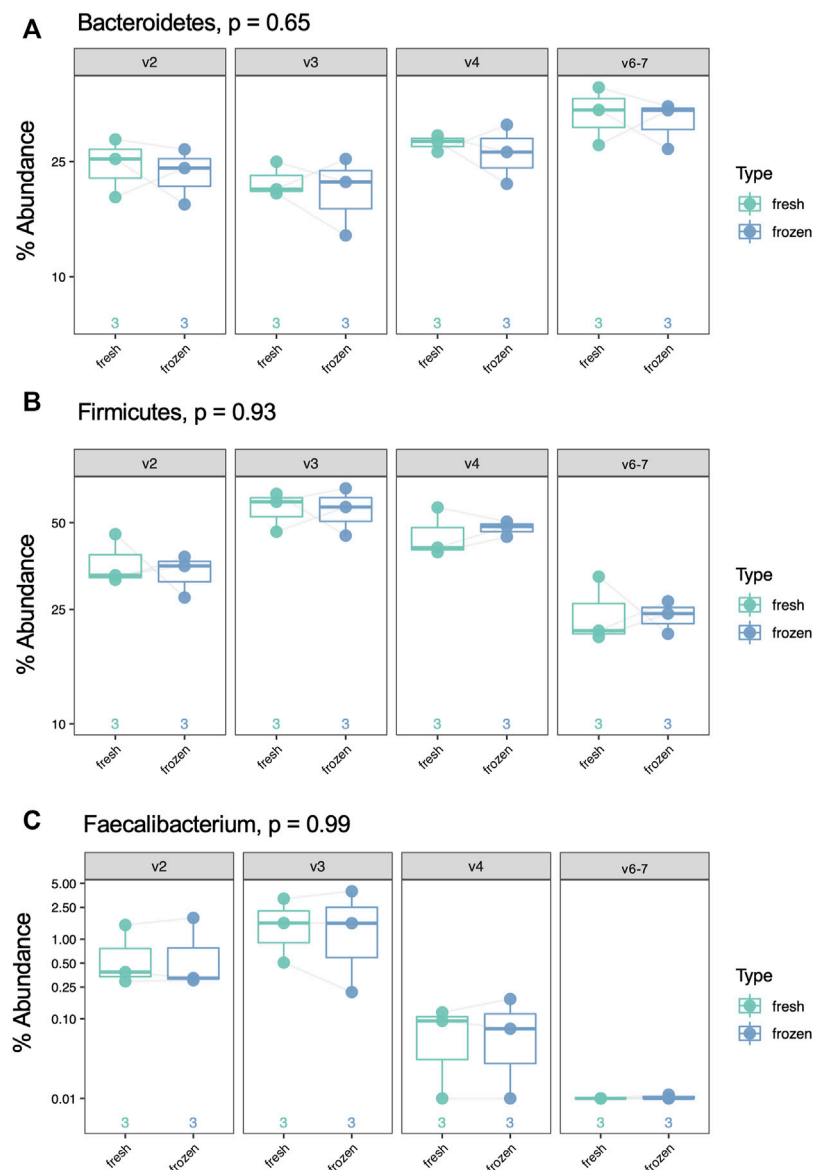 A
Bacteroidetes, p = 0.65
v2 v3 v4 v6-7
% Abundance
25
10
3 3 3 3 3 3 3 3
fresh frozen fresh frozen fresh frozen fresh frozen
Type
fresh
frozen
B
Firmicutes, p = 0.93
v2 v3 v4 v6-7
% Abundance
50
25
10
3 3 3 3 3 3 3 3
fresh frozen fresh frozen fresh frozen fresh frozen
Type
fresh
frozen
C
Faecalibacterium, p = 0.99
v2 v3 v4 v6-7
% Abundance
5.00
2.50
1.00
0.50
0.25
0.10
0.01
3 3 3 3 3 3 3 3
fresh frozen fresh frozen fresh frozen fresh frozen
Type
fresh
frozen